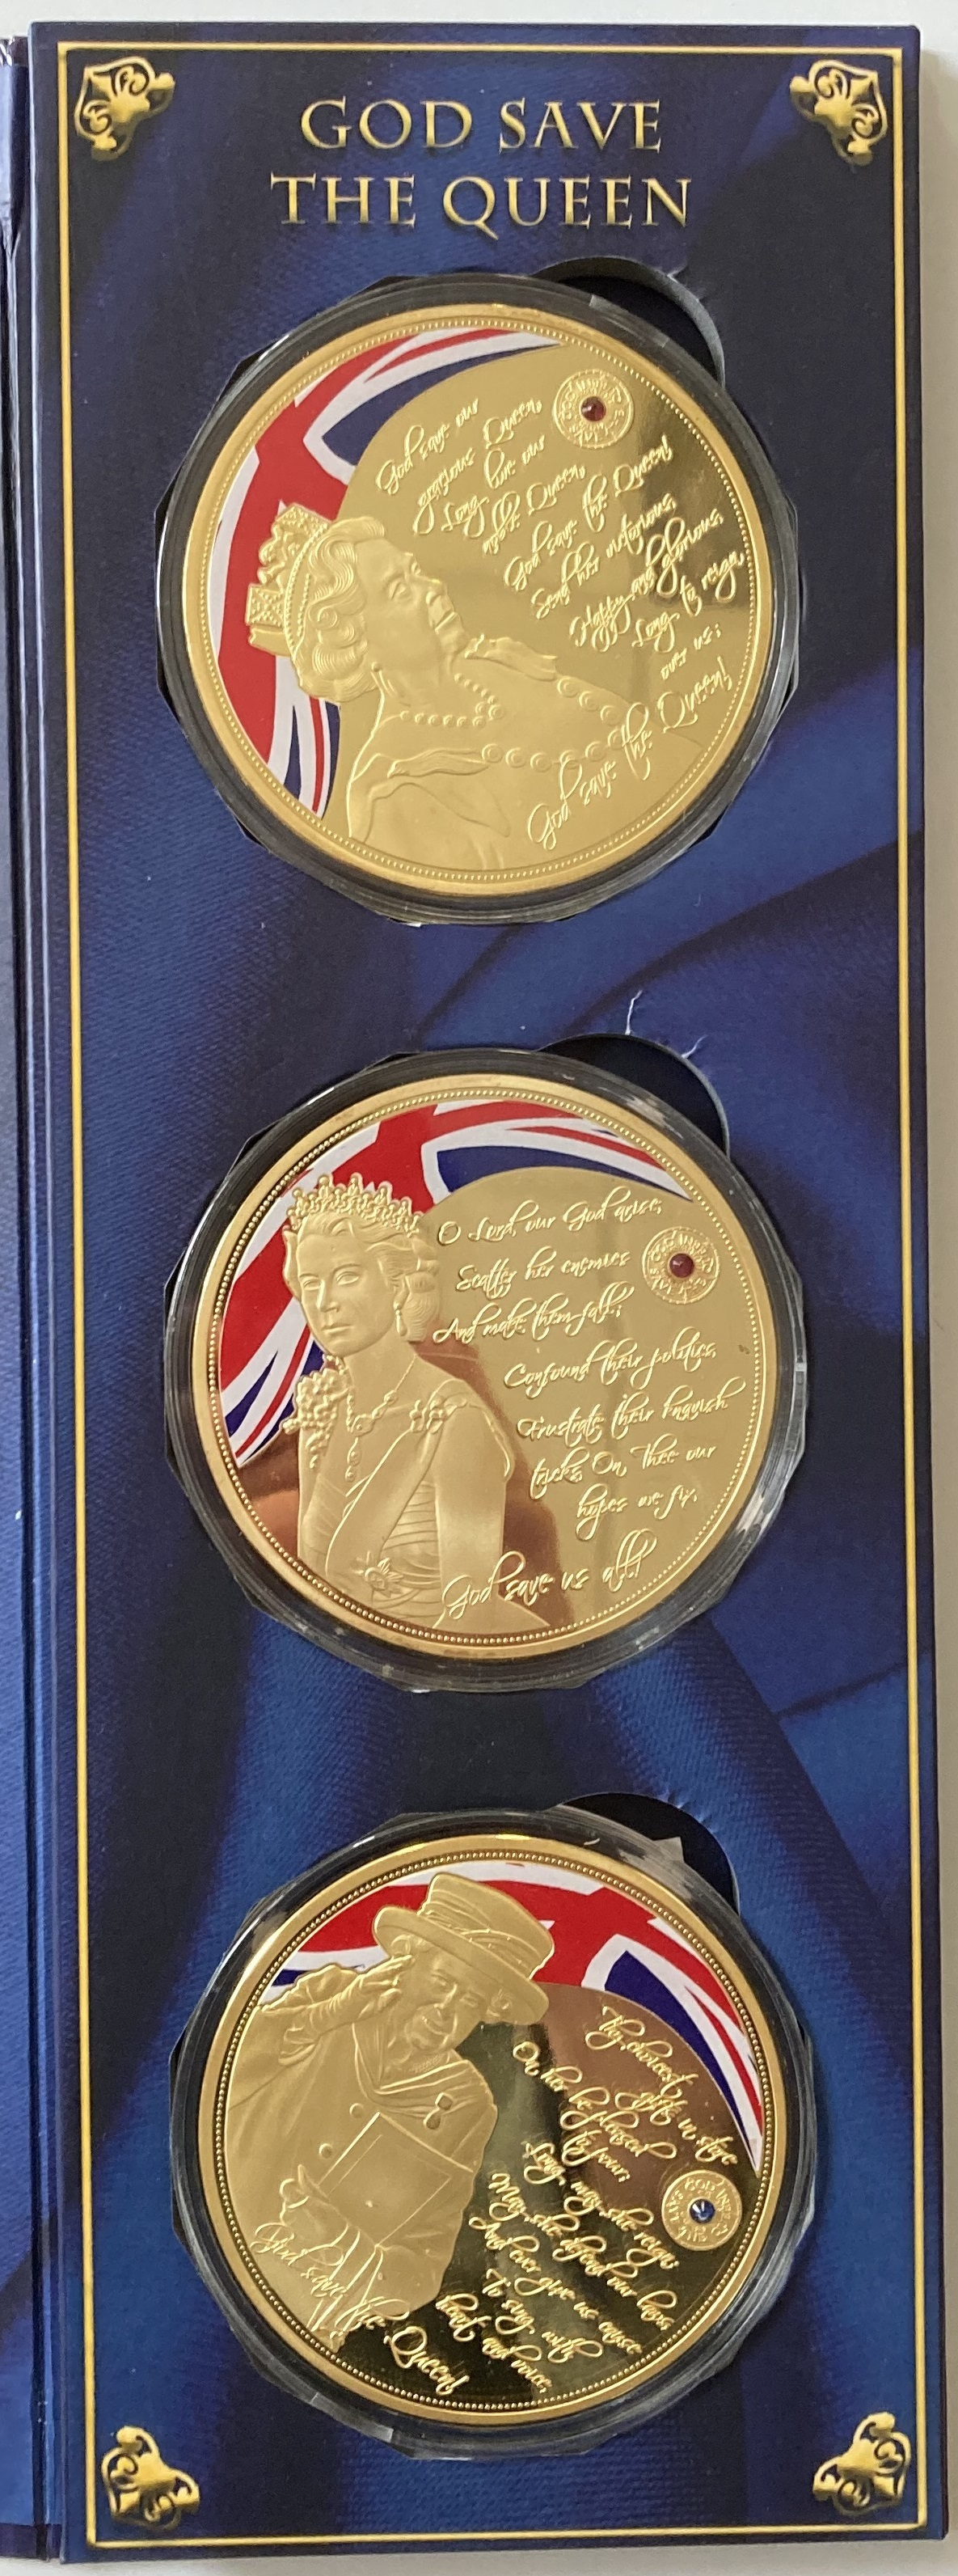 GOD SAVE
THE QUEEN
God save our
gracious Queen,
Long live our
noble Queen,
God save the Queen!
Send her victorious,
Happy and glorious,
Long to reign
over us;
God save the Queen!
O Lord, our God arise,
Scatter her enemies
And make them fall;
Confound their politics,
Frustrate their knavish
tricks, On Thee our
hopes we fix,
God save us all!
Thy choicest
gifts in store
On her be pleased
to pour;
Long may she reign;
May she defend our laws,
And ever give us cause
To sing with
heart and voice,
God save the Queen!